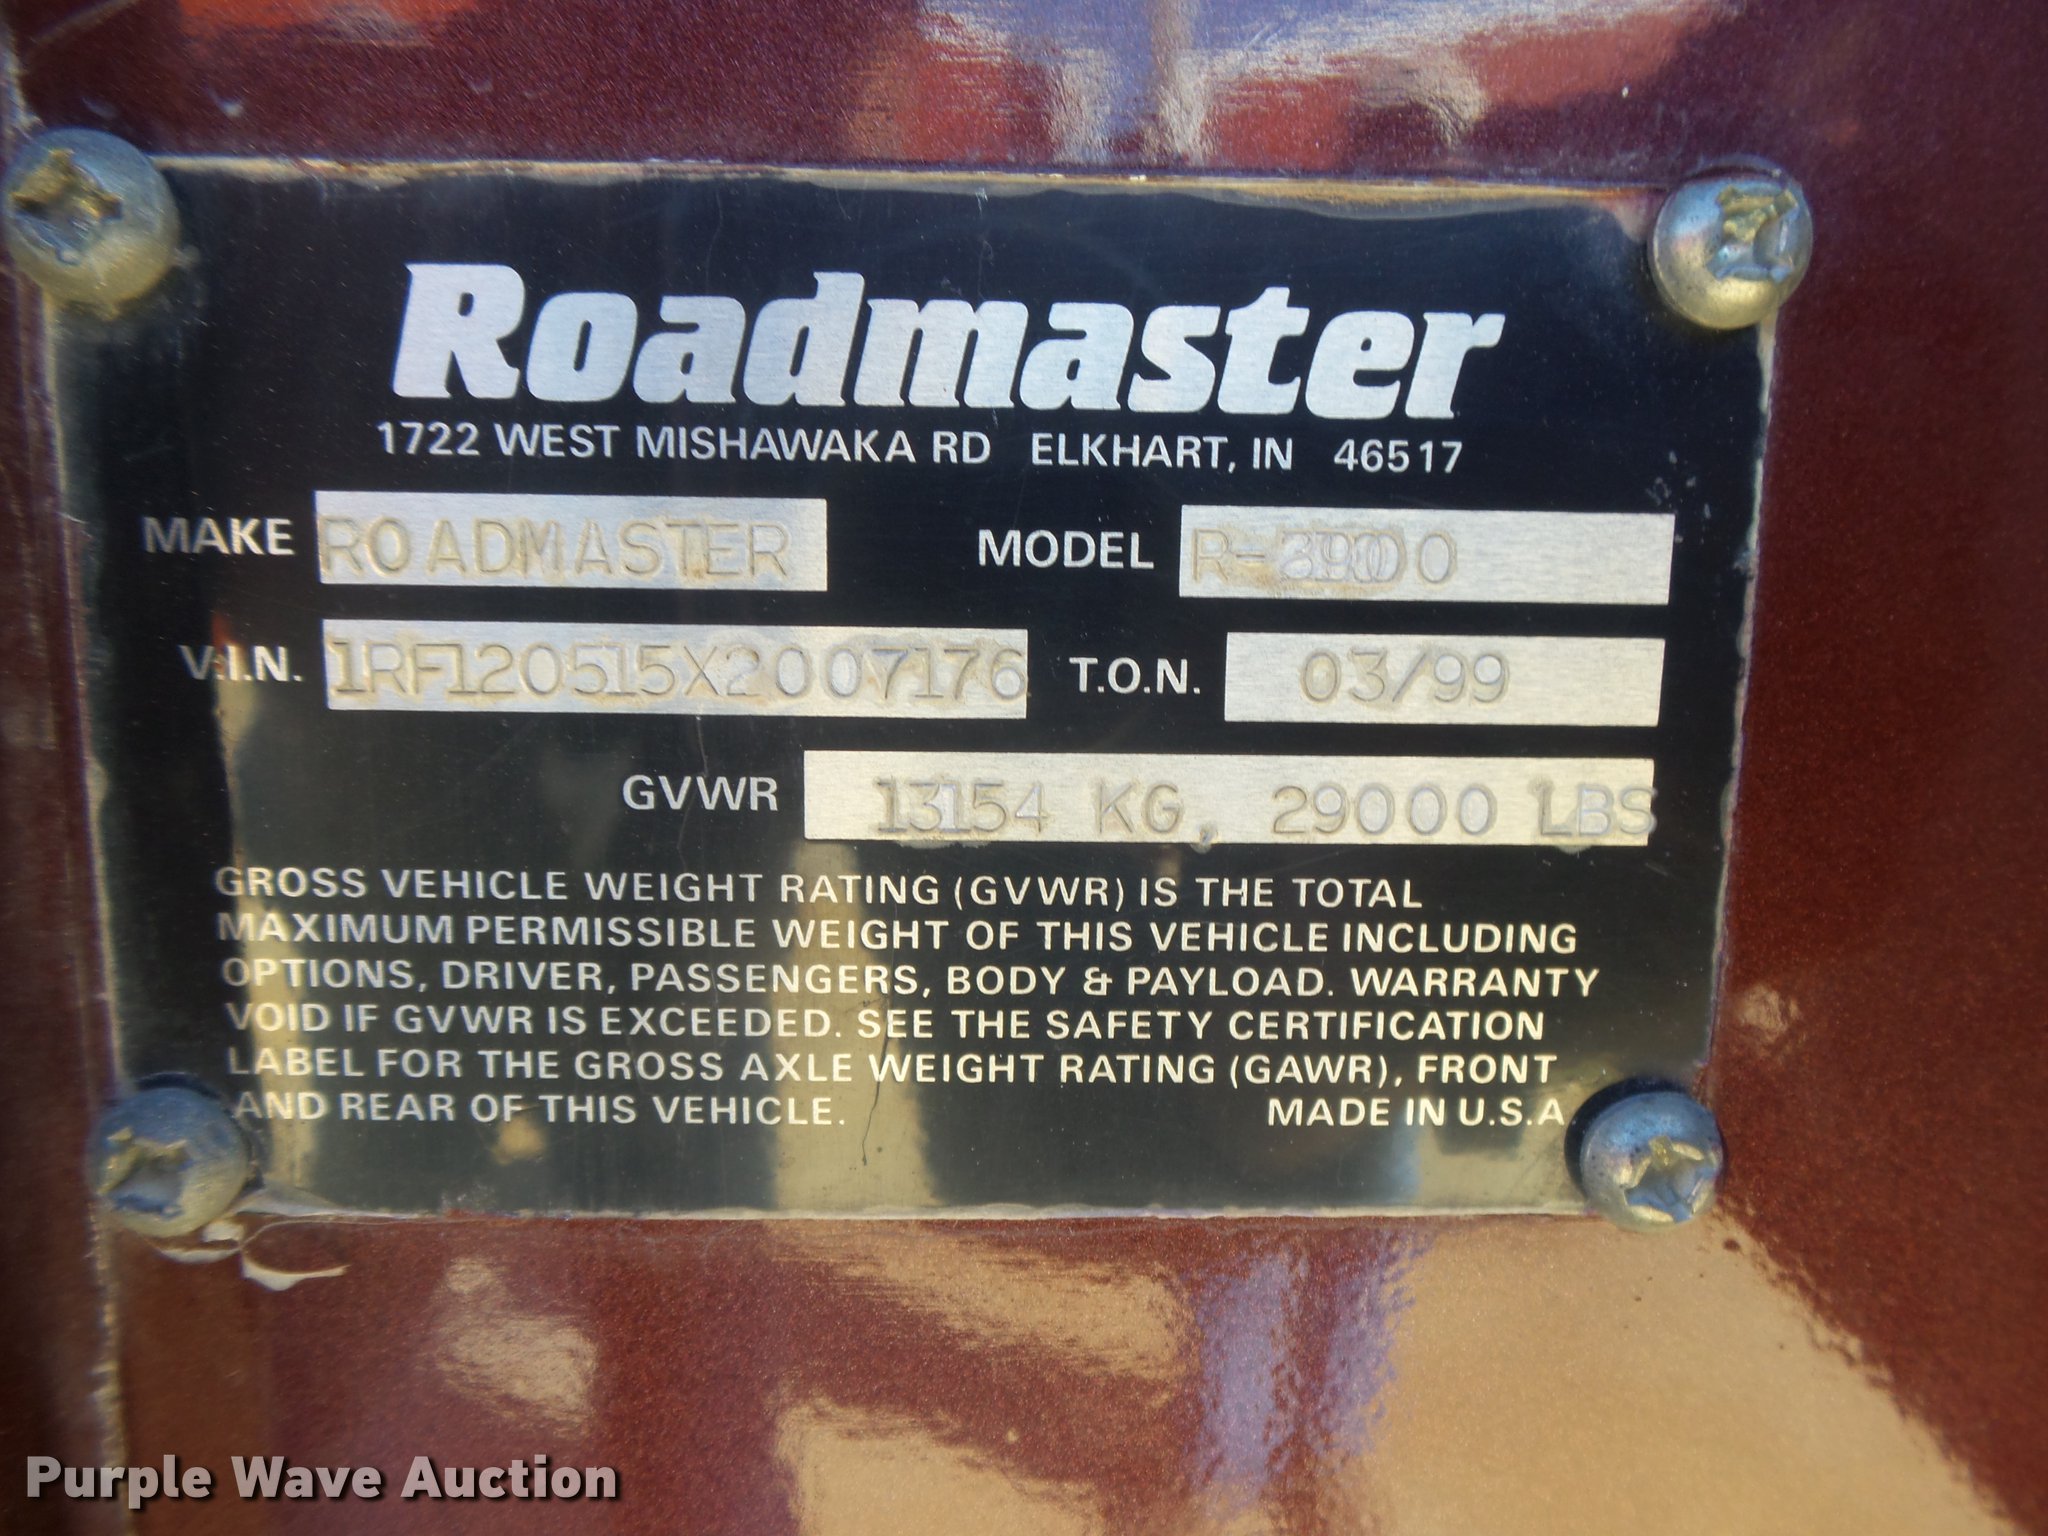 Roadmaster
1722 WEST MISHAWAKA RD ELKHART, IN 46517
MAKE ROADMASTER MODEL
V.I.N. 1RF120515X2007176 T.O.N. 03/99
GVWR 13154 KG, 29000 LBS
GROSS VEHICLE WEIGHT RATING (GVWR) IS THE TOTAL
MAXIMUM PERMISSIBLE WEIGHT OF THIS VEHICLE INCLUDING
OPTIONS, DRIVER, PASSENGERS, BODY & PAYLOAD. WARRANTY
VOID IF GVWR IS EXCEEDED. SEE THE SAFETY CERTIFICATION
LABEL FOR THE GROSS AXLE WEIGHT RATING (GAWR), FRONT
AND REAR OF THIS VEHICLE. MADE IN U.S.A
Purple Wave Auction